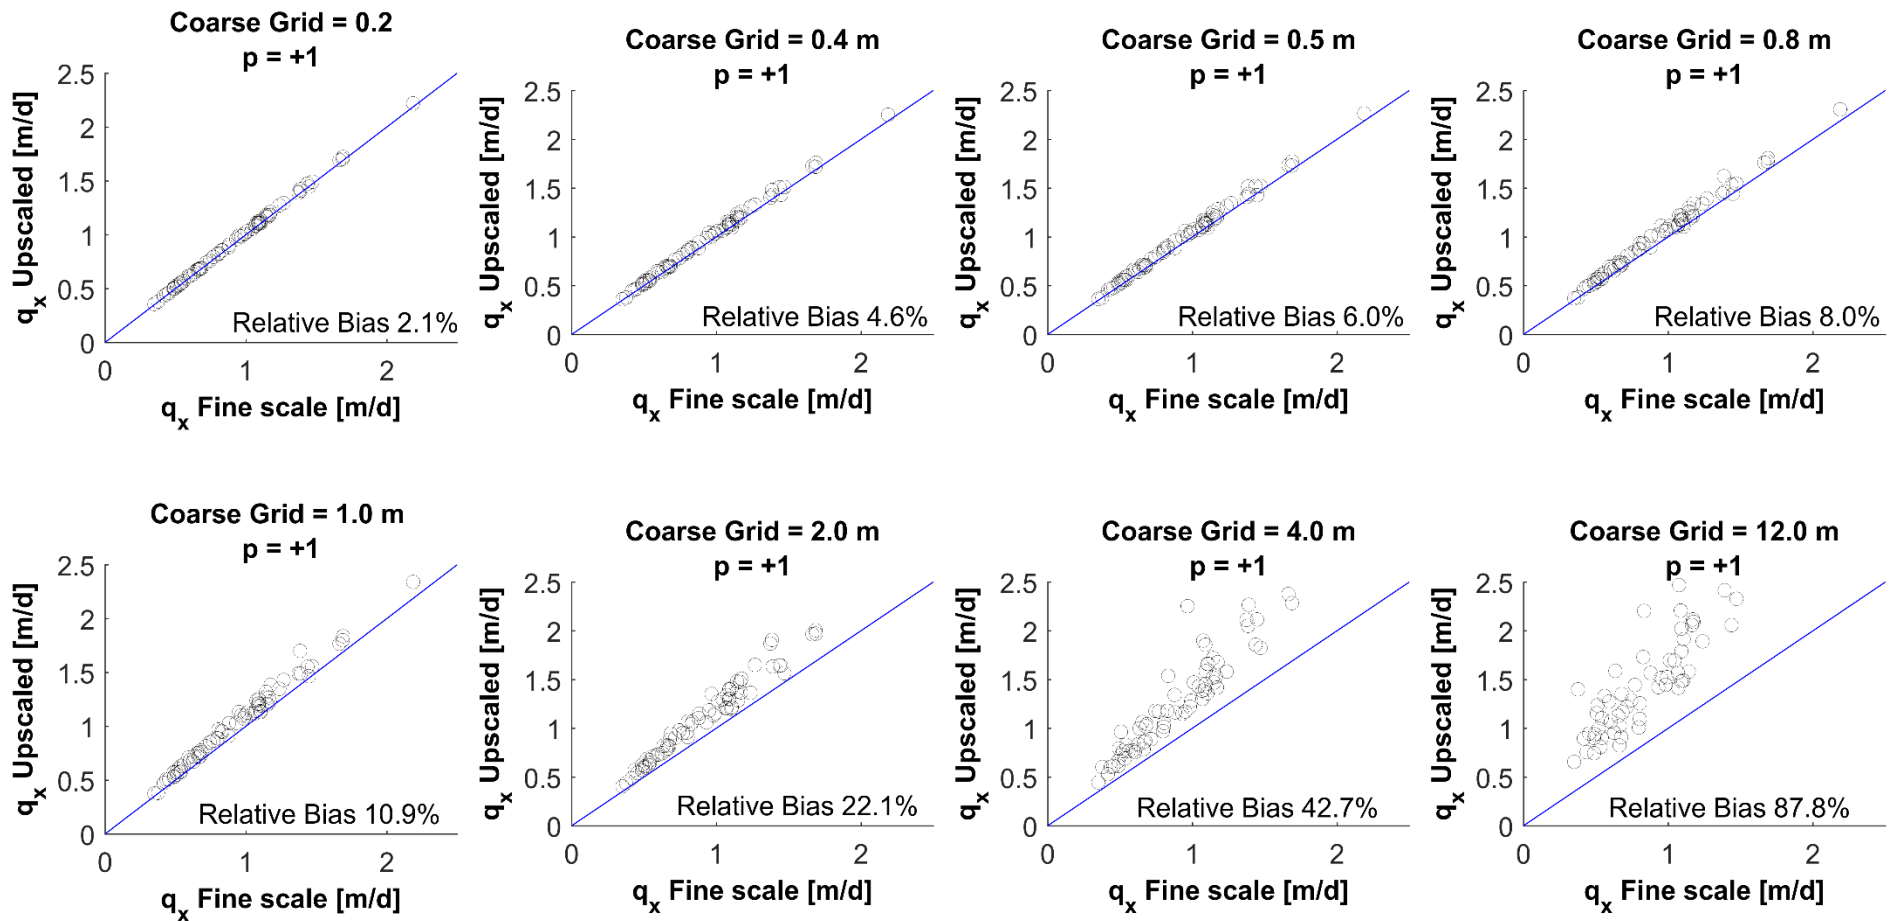 Coarse Grid = 0.2
p = +1
2.5
2
1.5
1
0.5
0
0
1
2
q_x Upscaled [m/d]
q_x Fine scale [m/d]
Relative Bias 2.1%
Coarse Grid = 0.4 m
p = +1
2.5
2
1.5
1
0.5
0
0
1
2
q_x Upscaled [m/d]
q_x Fine scale [m/d]
Relative Bias 4.6%
Coarse Grid = 0.5 m
p = +1
2.5
2
1.5
1
0.5
0
0
1
2
q_x Upscaled [m/d]
q_x Fine scale [m/d]
Relative Bias 6.0%
Coarse Grid = 0.8 m
p = +1
2.5
2
1.5
1
0.5
0
0
1
2
q_x Upscaled [m/d]
q_x Fine scale [m/d]
Relative Bias 8.0%
Coarse Grid = 1.0 m
p = +1
2.5
2
1.5
1
0.5
0
0
1
2
q_x Upscaled [m/d]
q_x Fine scale [m/d]
Relative Bias 10.9%
Coarse Grid = 2.0 m
p = +1
2.5
2
1.5
1
0.5
0
0
1
2
q_x Upscaled [m/d]
q_x Fine scale [m/d]
Relative Bias 22.1%
Coarse Grid = 4.0 m
p = +1
2.5
2
1.5
1
0.5
0
0
1
2
q_x Upscaled [m/d]
q_x Fine scale [m/d]
Relative Bias 42.7%
Coarse Grid = 12.0 m
p = +1
2.5
2
1.5
1
0.5
0
0
1
2
q_x Upscaled [m/d]
q_x Fine scale [m/d]
Relative Bias 87.8%